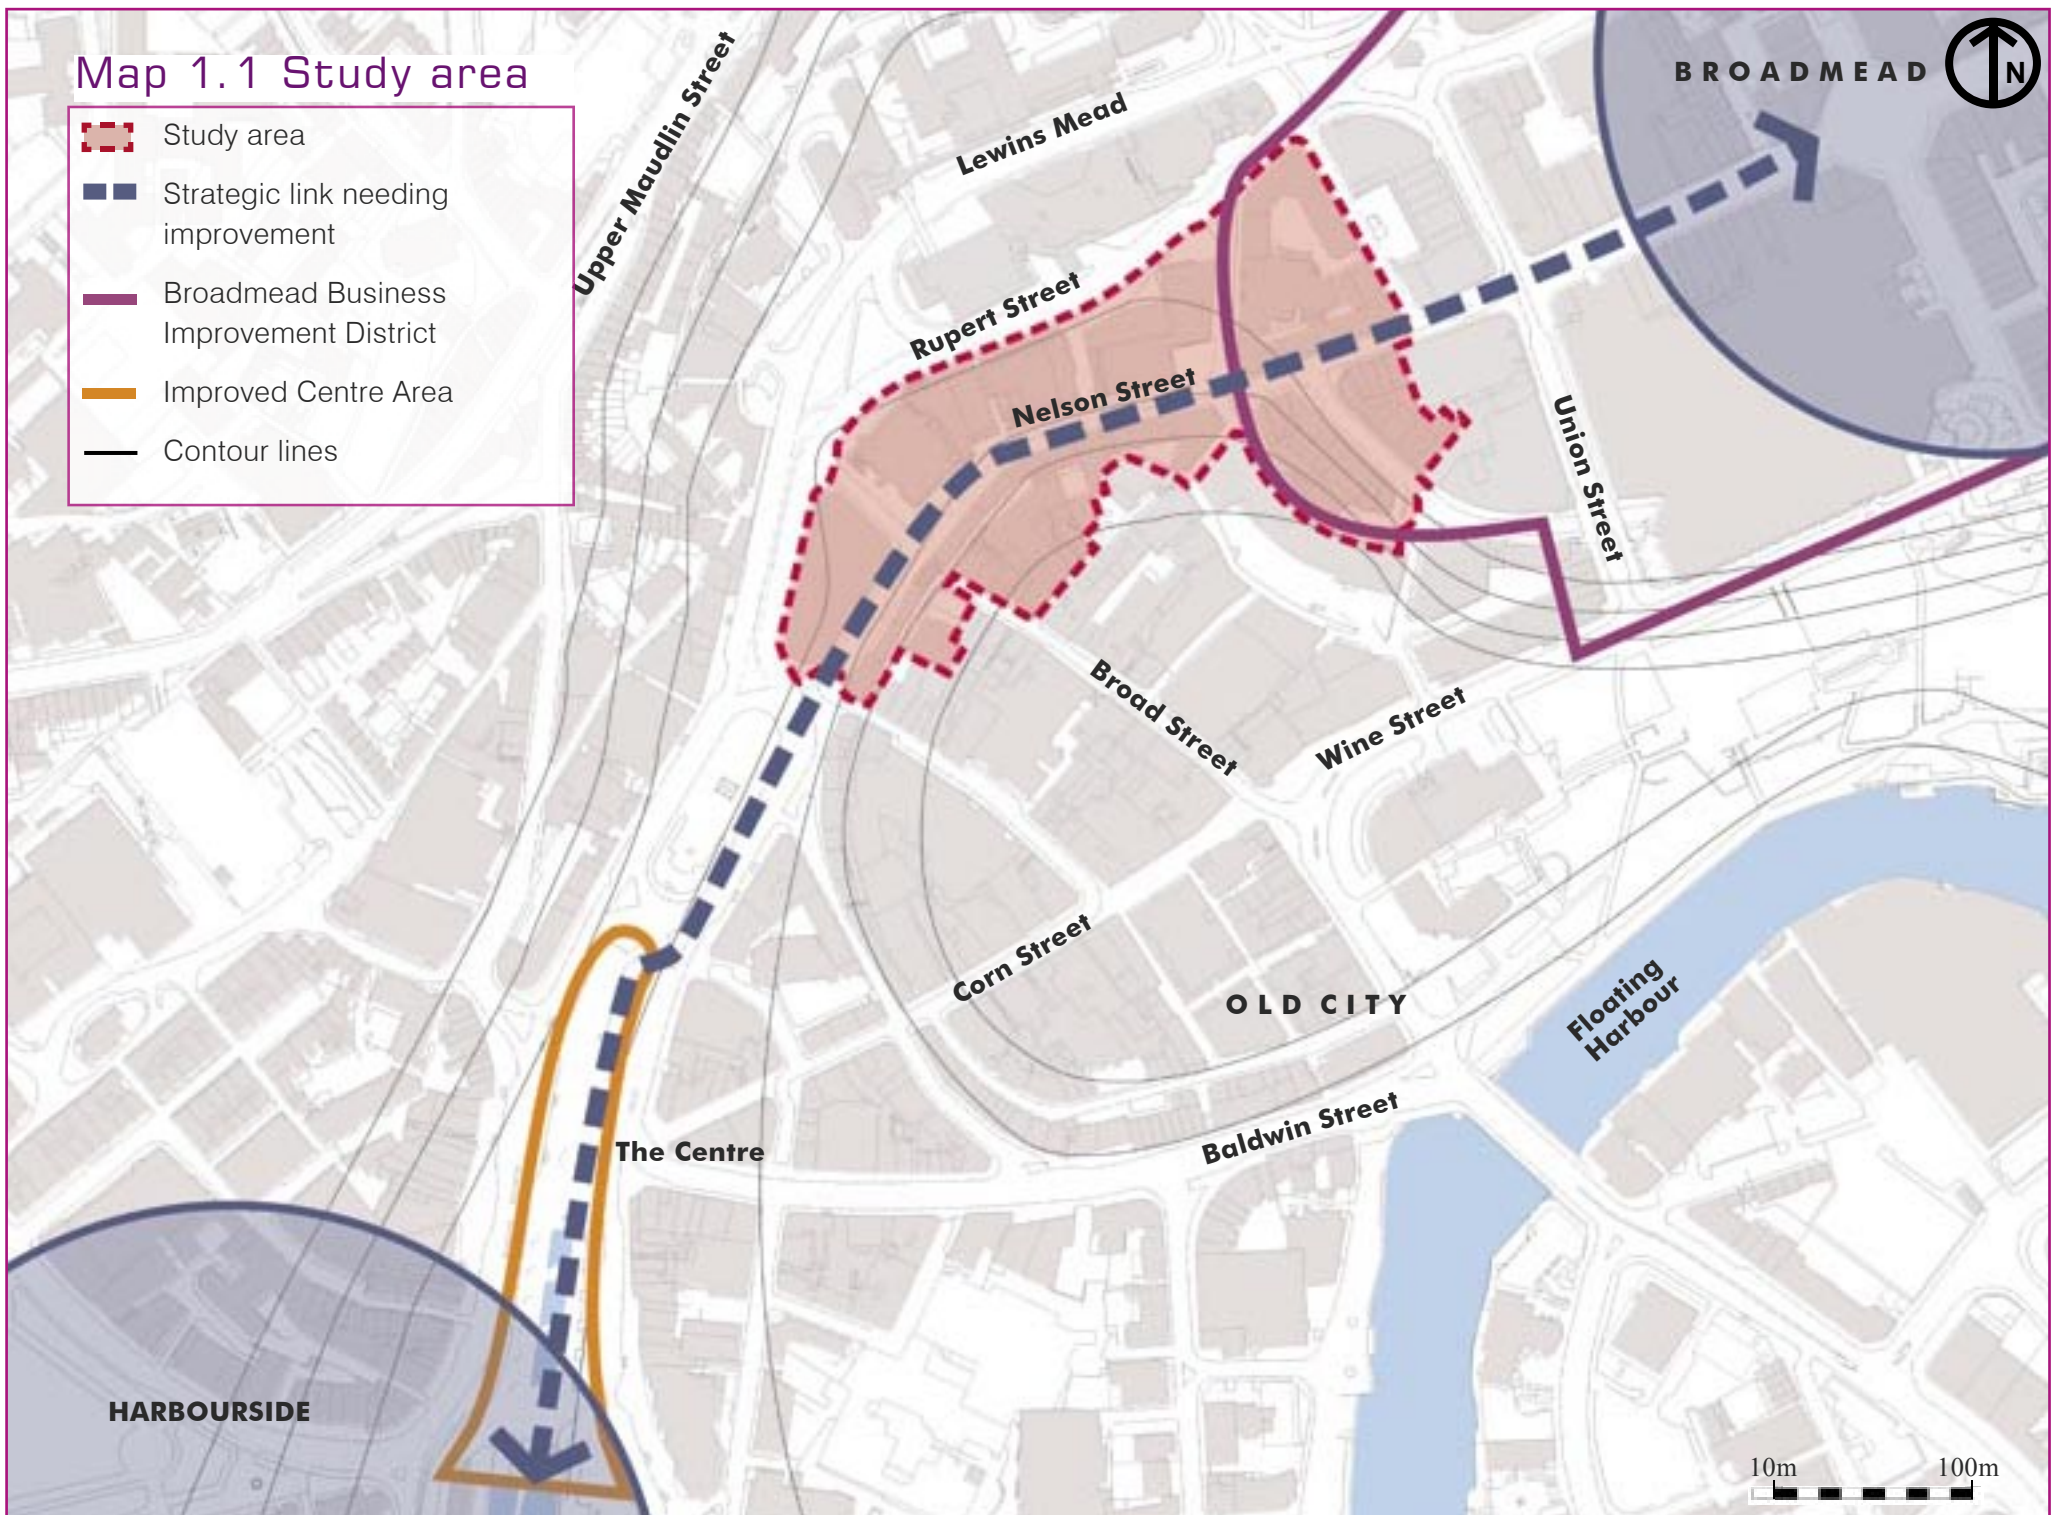 Map 1.1 Study area
Study area
Strategic link needing
improvement
Broadmead Business
Improvement District
Improved Centre Area
Contour lines
BROADMEAD
N
Upper Maudlin Street
Lewins Mead
Rupert Street
Nelson Street
Union Street
Broad Street
Wine Street
Corn Street
OLD CITY
Floating
Harbour
Baldwin Street
The Centre
HARBOURSIDE
10m 100m